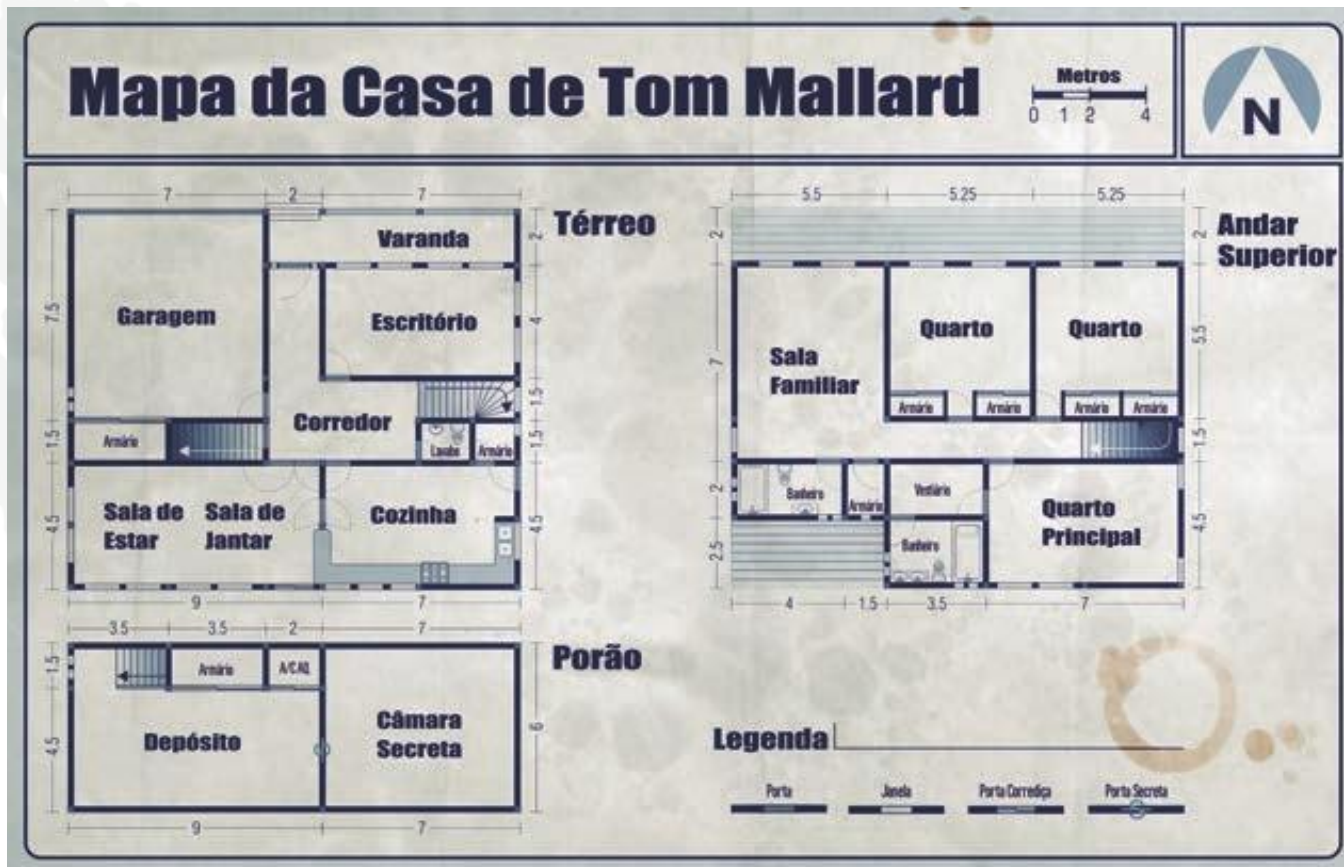 Mapa da Casa de Tom Mallard
Metros
0 1 2 4
N
7 2 7
Térreo
Varanda
2
Garagem
7.5
Escritório
4
Corredor
1.5
Armário
1.5
Lavabo
Armário
1.5
Sala de Estar
Sala de Jantar
Cozinha
4.5
4.5
9 7
3.5 3.5 2 7
Porão
1.5
Armário
A/C AQ.
Depósito
4.5
Câmara
Secreta
6
9 7
5.5 5.25 5.25
Andar
Superior
2
2
Quarto
Quarto
Sala
Familiar
7
5.5
Armário
Armário
Armário
Armário
1.5
2
Banheiro
Armário
Vestiário
Quarto
Principal
4.5
2.5
Banheiro
4 1.5 3.5 7
Legenda
Porta
Janela
Porta Corrediça
Porta Secreta